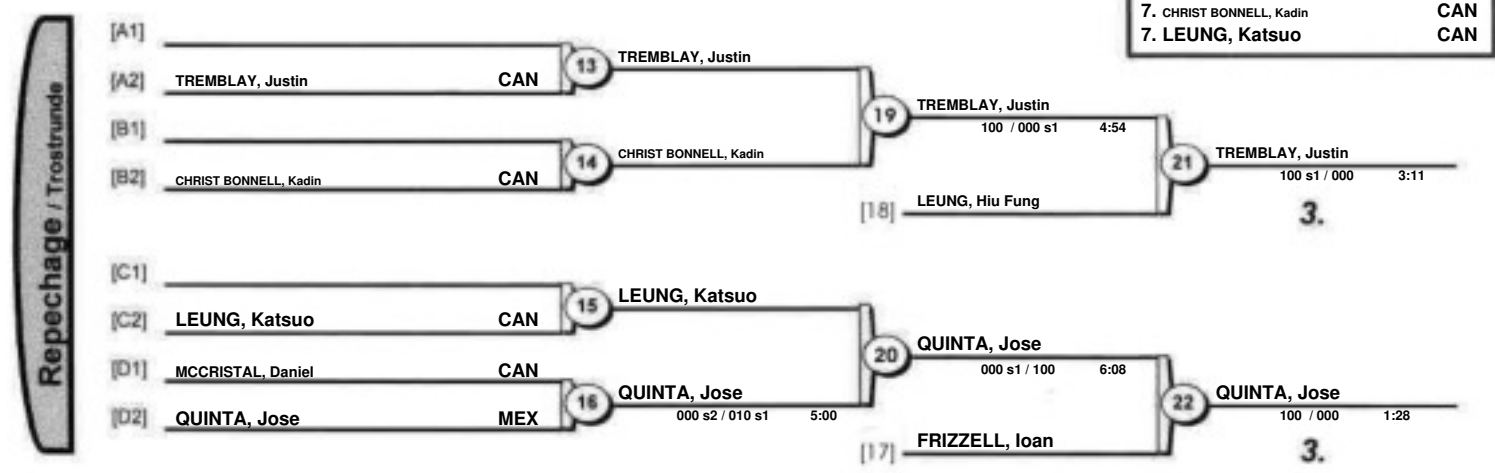 7. CHRIST BONNELL, Kadin CAN
7. LEUNG, Katsuo CAN
Repechage / Trostrunde
[A1]
[A2] TREMBLAY, Justin CAN
13 TREMBLAY, Justin
[B1]
[B2] CHRIST BONNELL, Kadin CAN
14 CHRIST BONNELL, Kadin
19 TREMBLAY, Justin
100 / 000 s1 4:54
[18] LEUNG, Hiu Fung
21 TREMBLAY, Justin
100 s1 / 000 3:11
3.
[C1]
[C2] LEUNG, Katsuo CAN
15 LEUNG, Katsuo
[D1] MCCRISTAL, Daniel CAN
[D2] QUINTA, Jose MEX
16 QUINTA, Jose
000 s2 / 010 s1 5:00
20 QUINTA, Jose
000 s1 / 100 6:08
[17] FRIZZELL, Ioan
22 QUINTA, Jose
100 / 000 1:28
3.